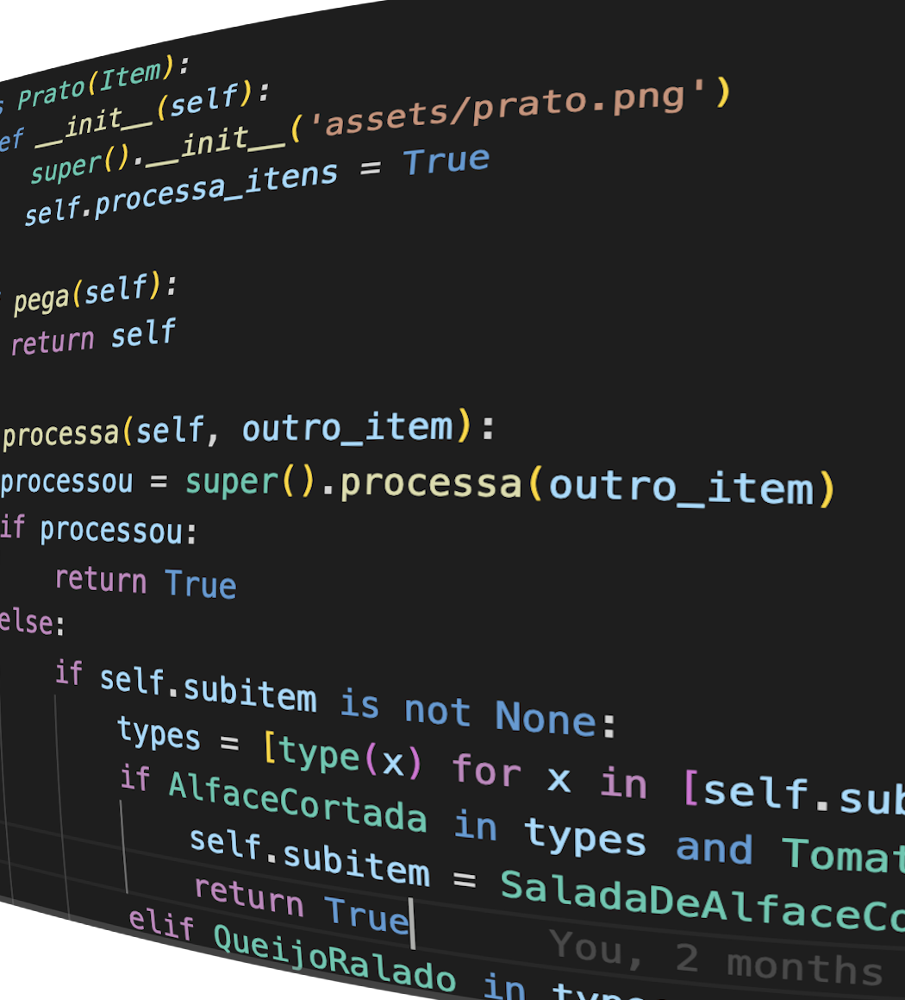 s Prato(Item):
ef __init__(self):
super().__init__('assets/prato.png')
self.processa_itens = True
pega(self):
return self
processa(self, outro_item):
processou = super().processa(outro_item)
if processou:
return True
else:
if self.subitem is not None:
types = [type(x) for x in [self.sub
if AlfaceCortada in types and Tomat
self.subitem = SaladaDeAlfaceCo
return True
You, 2 months
elif QueijoRalado in type